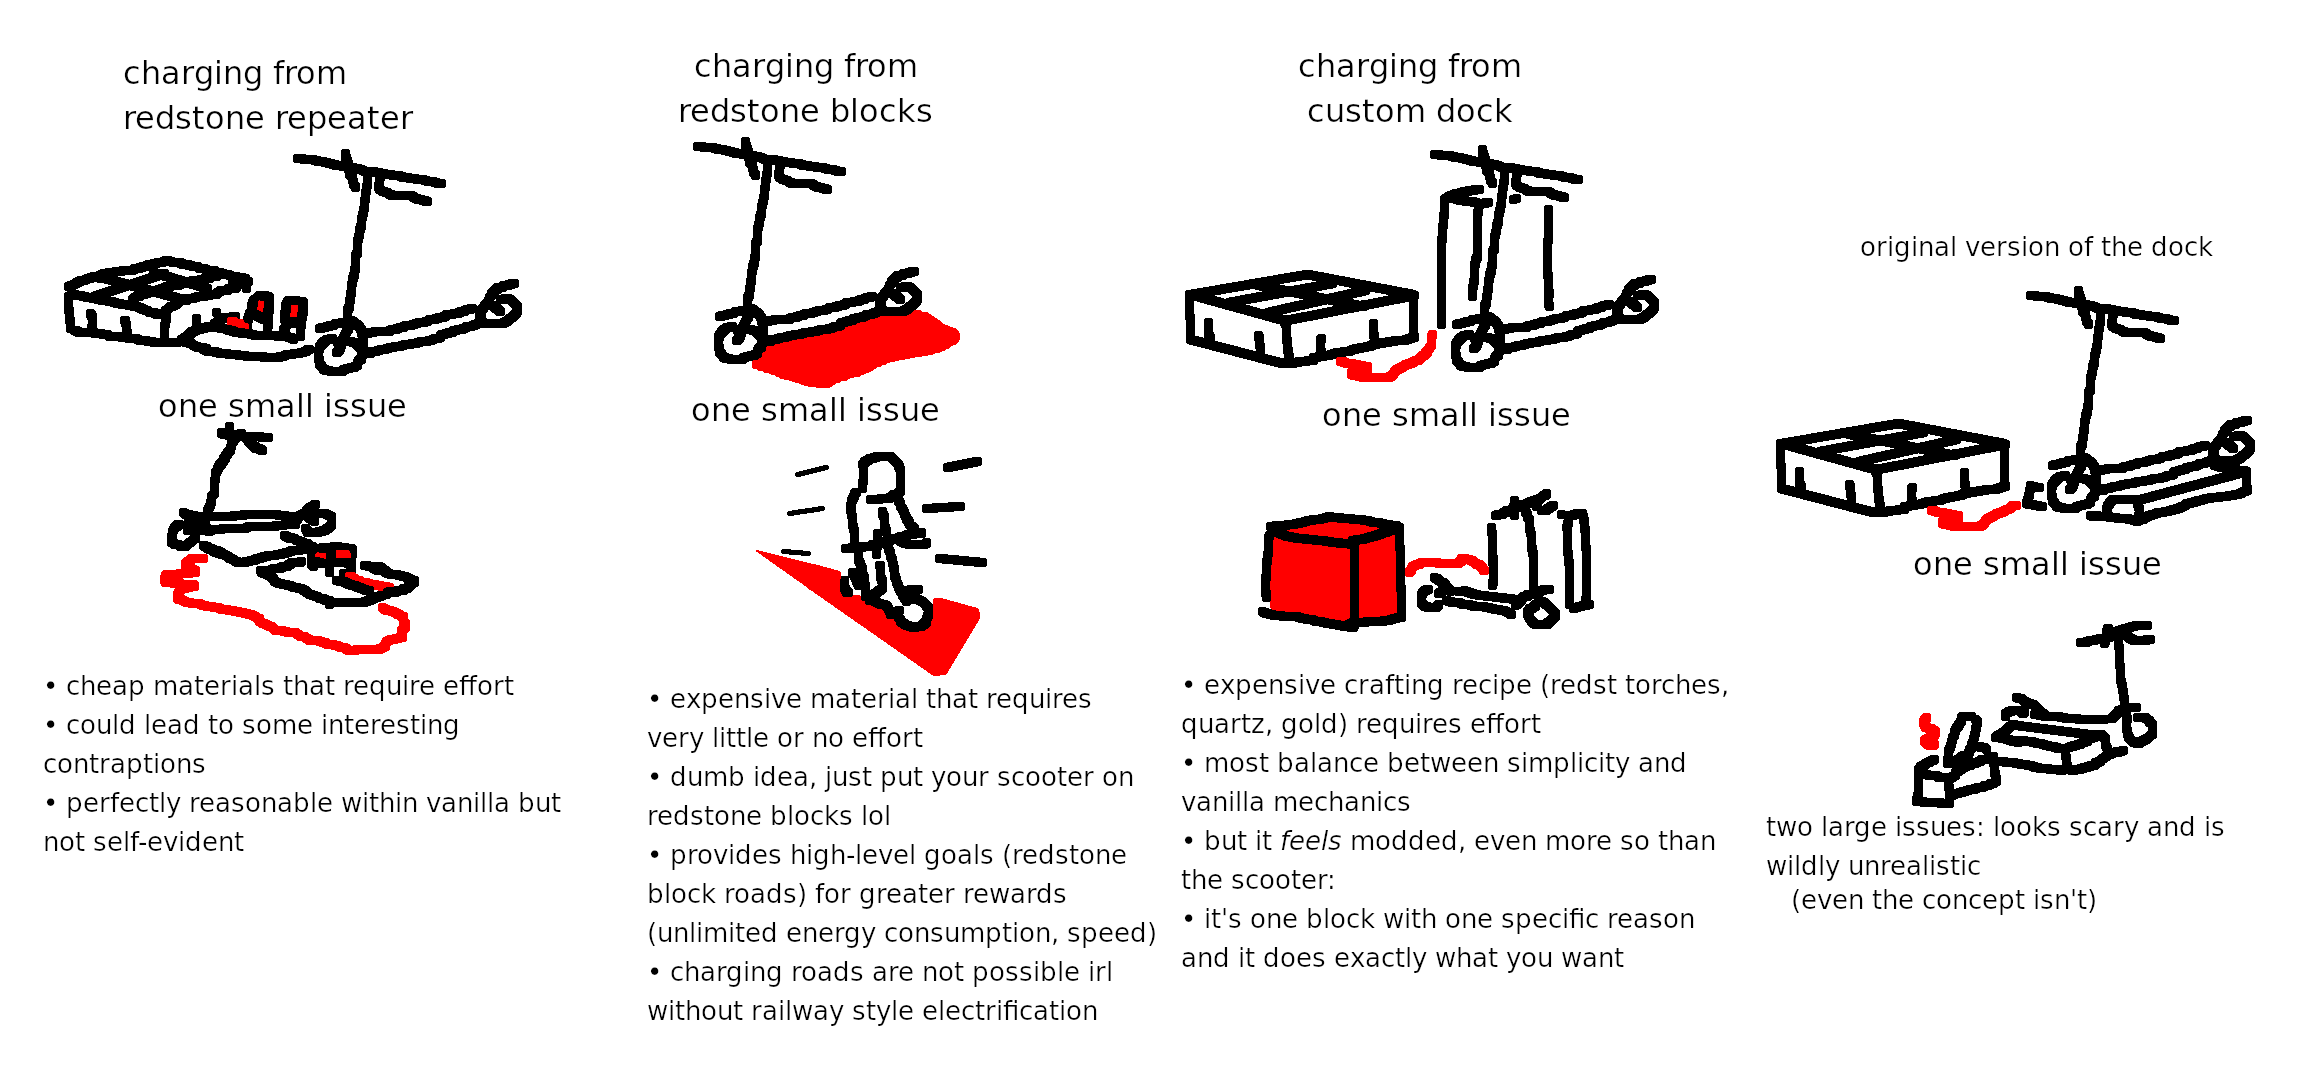 charging from
redstone repeater
one small issue
• cheap materials that require effort
• could lead to some interesting
contraptions
• perfectly reasonable within vanilla but
not self-evident
charging from
redstone blocks
one small issue
• expensive material that requires
very little or no effort
• dumb idea, just put your scooter on
redstone blocks lol
• provides high-level goals (redstone
block roads) for greater rewards
(unlimited energy consumption, speed)
• charging roads are not possible irl
without railway style electrification
charging from
custom dock
one small issue
• expensive crafting recipe (redst torches,
quartz, gold) requires effort
• most balance between simplicity and
vanilla mechanics
• but it feels modded, even more so than
the scooter:
• it's one block with one specific reason
and it does exactly what you want
original version of the dock
one small issue
two large issues: looks scary and is
wildly unrealistic
(even the concept isn't)